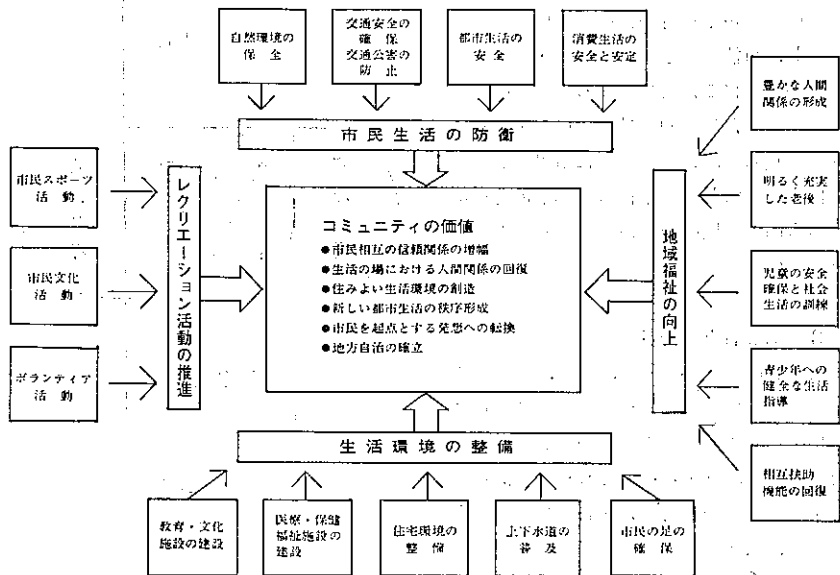 自然環境の
保全
交通安全の
確保
交通公害の
防止
都市生活の
安全
消費生活の
安全と安定
市民生活の防衛
市民スポーツ
活動
市民文化
活動
ボランティア
活動
レクリエーション活動の推進
コミュニティの価値
●市民相互の信頼関係の増幅
●生活の場における人間関係の回復
●住みよい生活環境の創造
●新しい都市生活の秩序形成
●市民を起点とする発想への転換
●地方自治の確立
地域福祉の向上
豊かな人間
関係の形成
明るく充実
した老後
児童の安全
確保と社会
生活の訓練
青少年への
健全な生活
指導
相互扶助
機能の回復
生活環境の整備
教育・文化
施設の建設
医療・保健
福祉施設の
建設
住宅環境の
整備
上下水道の
普及
市民の足の
確保